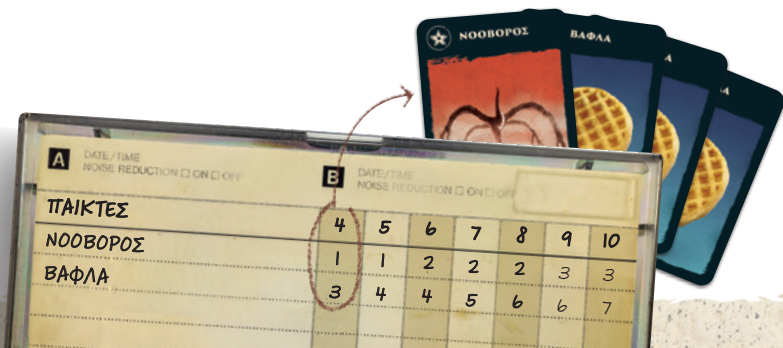 ΝΟΟΒΟΡΟΣ
ΒΑΦΛΑ
Α
Α
A DATE/TIME
NOISE REDUCTION ☐ ON ☐ OFF
B DATE/TIME
NOISE REDUCTION ☐ ON ☐ OFF
ΠΑΙΚΤΕΣ 4 5 6 7 8 9 10
ΝΟΟΒΟΡΟΣ 1 1 2 2 2 3 3
ΒΑΦΛΑ 3 4 4 5 6 6 7